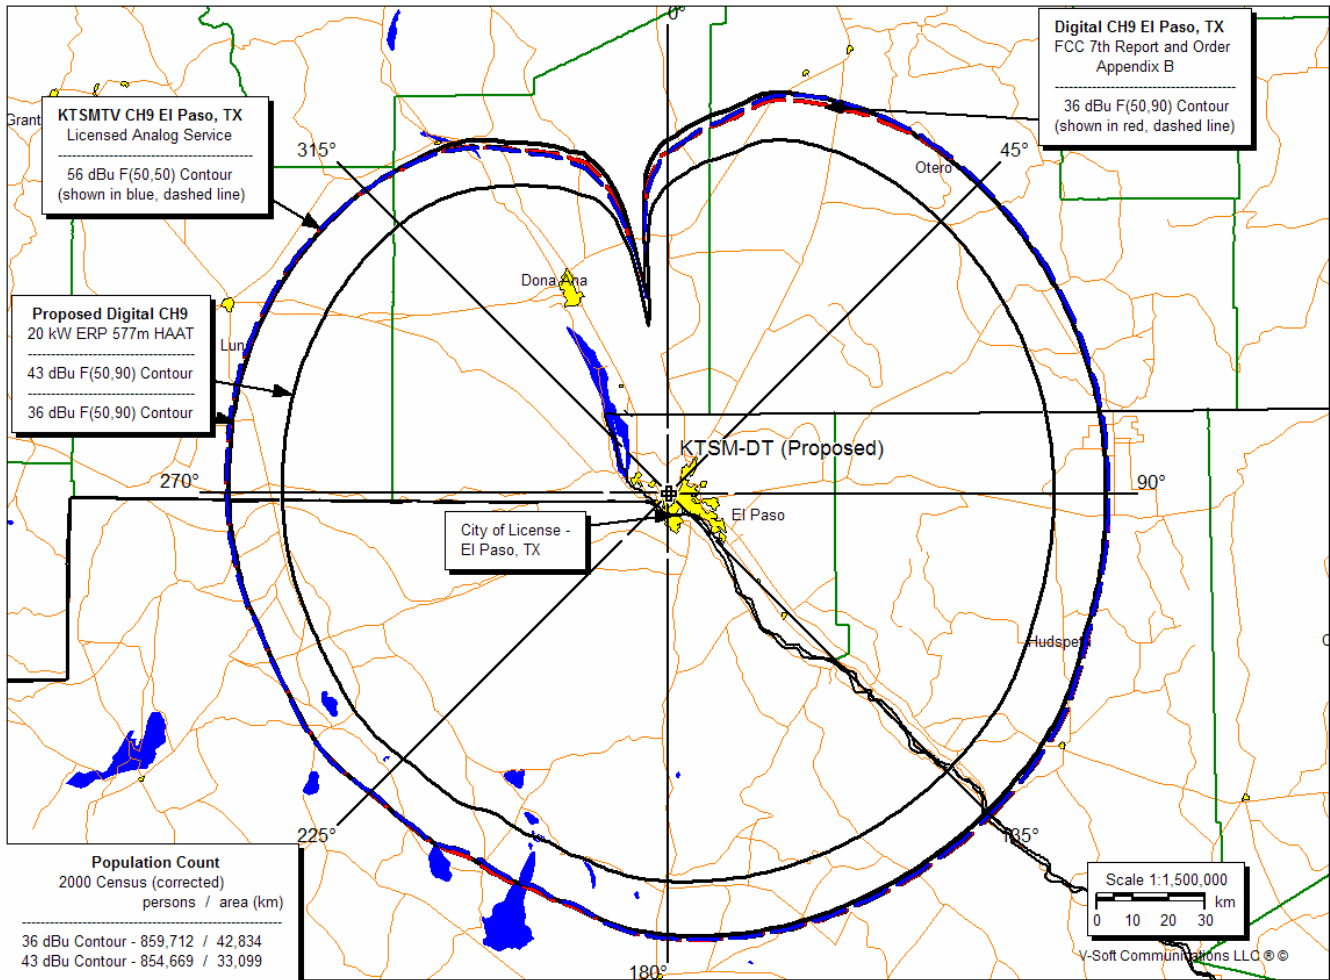 0°
Digital CH9 El Paso, TX
FCC 7th Report and Order
Appendix B
36 dBu F(50,90) Contour
(shown in red, dashed line)
Grant
KTSMTV CH9 El Paso, TX
Licensed Analog Service
56 dBu F(50,50) Contour
(shown in blue, dashed line)
315°
45°
Otero
Dona Ana
Proposed Digital CH9
20 kW ERP 577m HAAT
43 dBu F(50,90) Contour
36 dBu F(50,90) Contour
Lun
KTSM-DT (Proposed)
270°
90°
El Paso
City of License -
El Paso, TX
Hudspet
225°
135°
Population Count
2000 Census (corrected)
persons / area (km)
36 dBu Contour - 859,712 / 42,834
43 dBu Contour - 854,669 / 33,099
Scale 1:1,500,000
km
0 10 20 30
V-Soft Communications LLC ® ©
180°